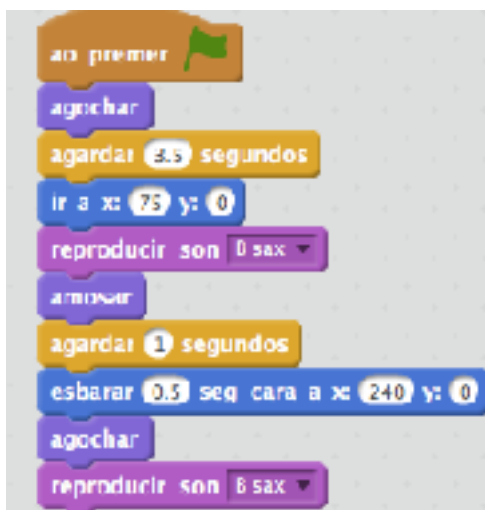 ao premer
agochar
agardar 3.5 segundos
ir a x: 75 y: 0
reproducir son D sax
amosar
agardar 1 segundos
esbarar 0.5 seg cara a x: 240 y: 0
agochar
reproducir son B sax